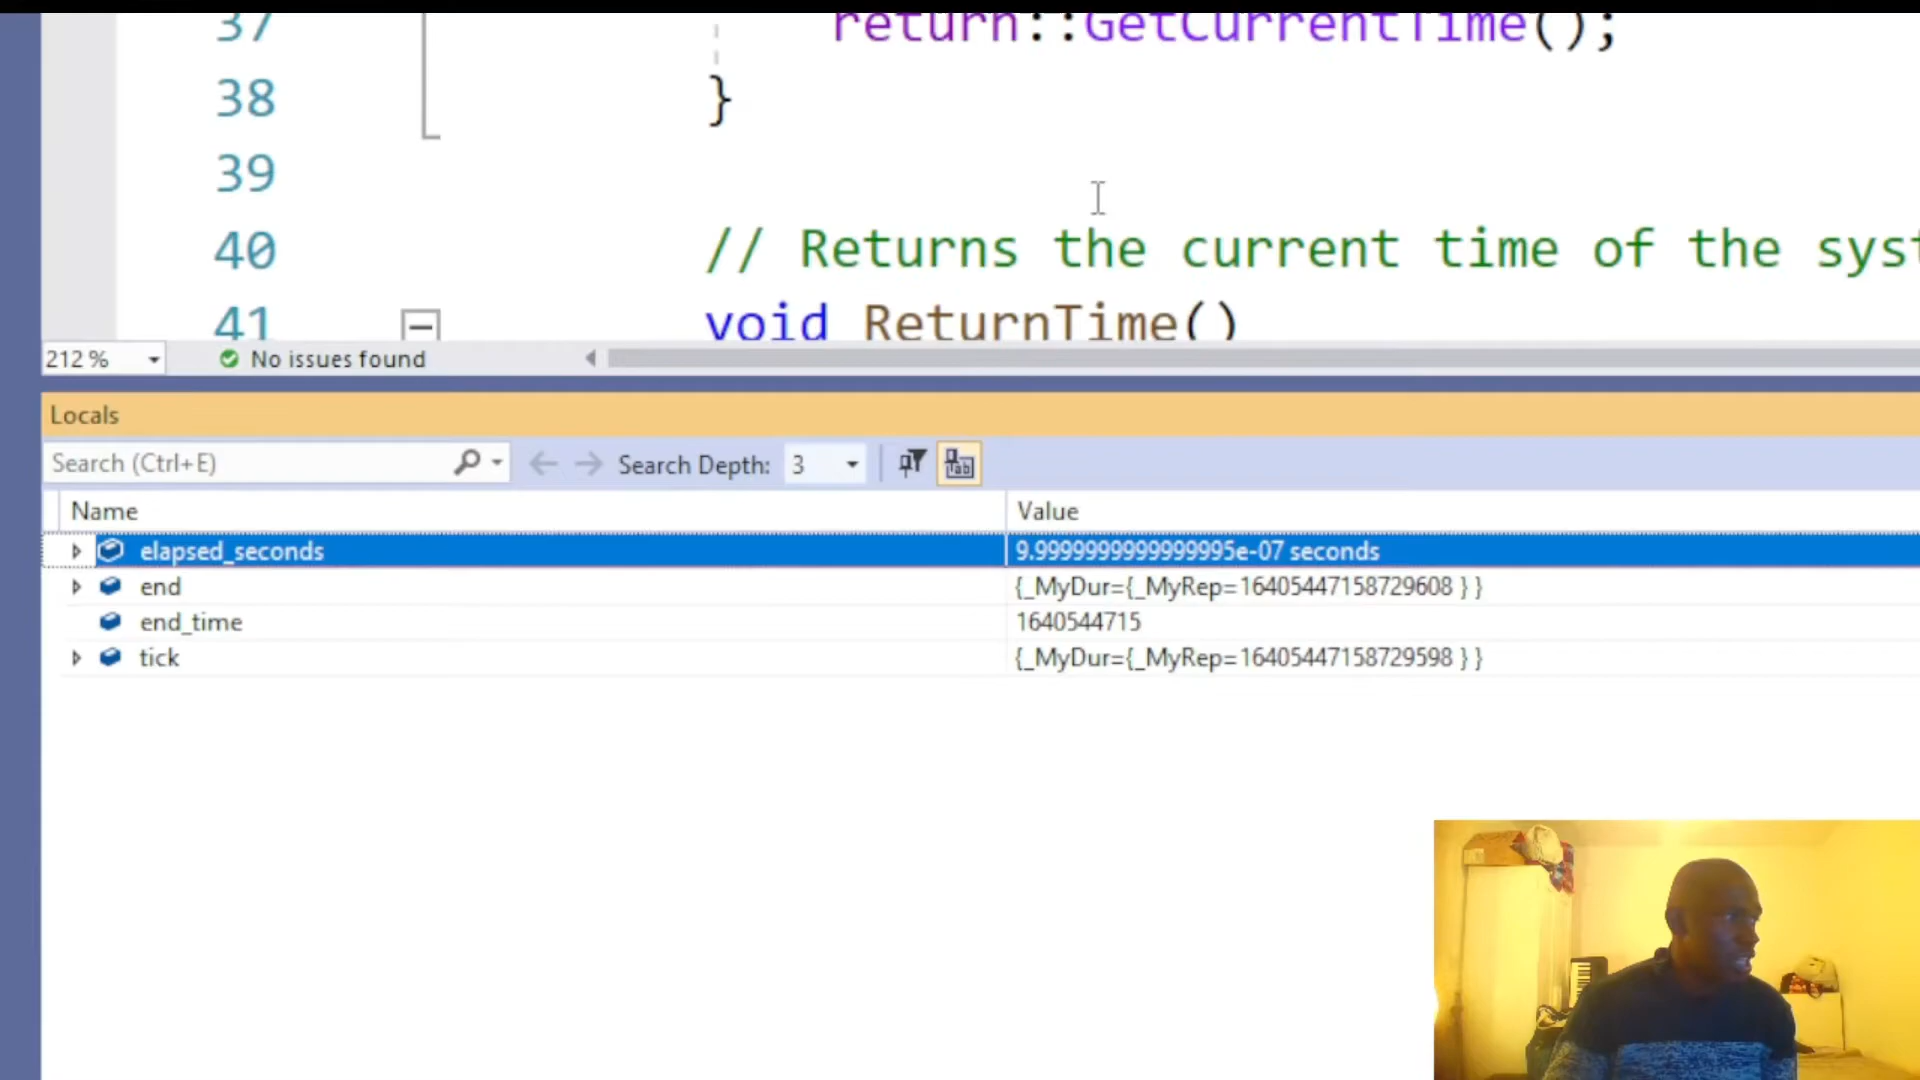 37 return::GetCurrentTime();
38 }
39
40 // Returns the current time of the syst
41 void ReturnTime()
212 % No issues found
Locals
Search (Ctrl+E) Search Depth: 3
Name Value
elapsed_seconds 9.9999999999999995e-07 seconds
end {_MyDur={_MyRep=16405447158729608 } }
end_time 1640544715
tick {_MyDur={_MyRep=16405447158729598 } }